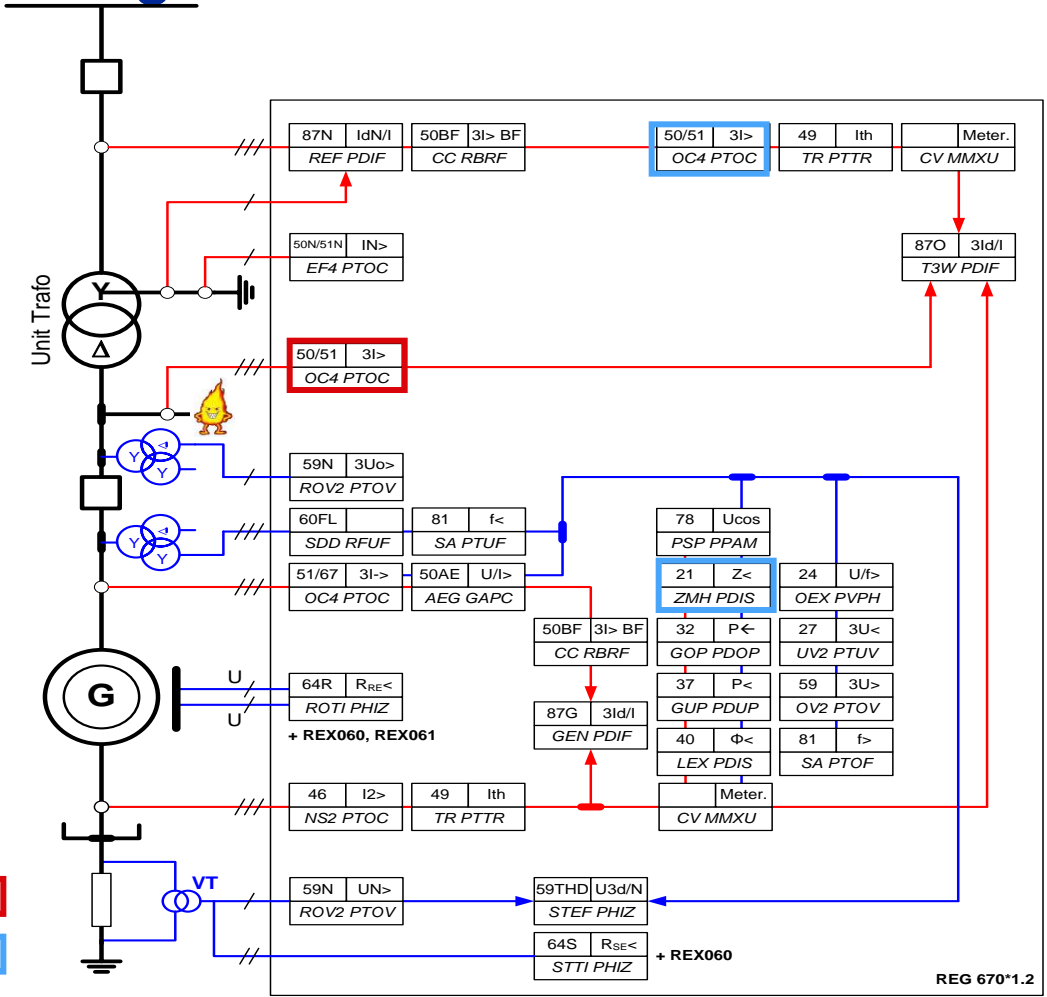 87N IdN/I
REF PDIF
50BF 3I> BF
CC RBRF
50/51 3I>
OC4 PTOC
49 Ith
TR PTTR
Meter.
CV MMXU
50N/51N IN>
EF4 PTOC
87O 3Id/I
T3W PDIF
Unit Trafo
Y
Δ
50/51 3I>
OC4 PTOC
Y
Δ
Y
59N 3Uo>
ROV2 PTOV
Y
Δ
Y
60FL
SDD RFUF
81 f<
SA PTUF
78 Ucos
PSP PPAM
51/67 3I->
OC4 PTOC
50AE U/I>
AEG GAPC
21 Z<
ZMH PDIS
24 U/f>
OEX PVPH
50BF 3I> BF
CC RBRF
32 P←
GOP PDOP
27 3U<
UV2 PTUV
G
U
U
64R RRE<
ROTI PHIZ
+ REX060, REX061
87G 3Id/I
GEN PDIF
37 P<
GUP PDUP
59 3U>
OV2 PTOV
40 Φ<
LEX PDIS
81 f>
SA PTOF
46 I2>
NS2 PTOC
49 Ith
TR PTTR
Meter.
CV MMXU
VT
59N UN>
ROV2 PTOV
59THD U3d/N
STEF PHIZ
64S RSE<
STTI PHIZ
+ REX060
REG 670*1.2